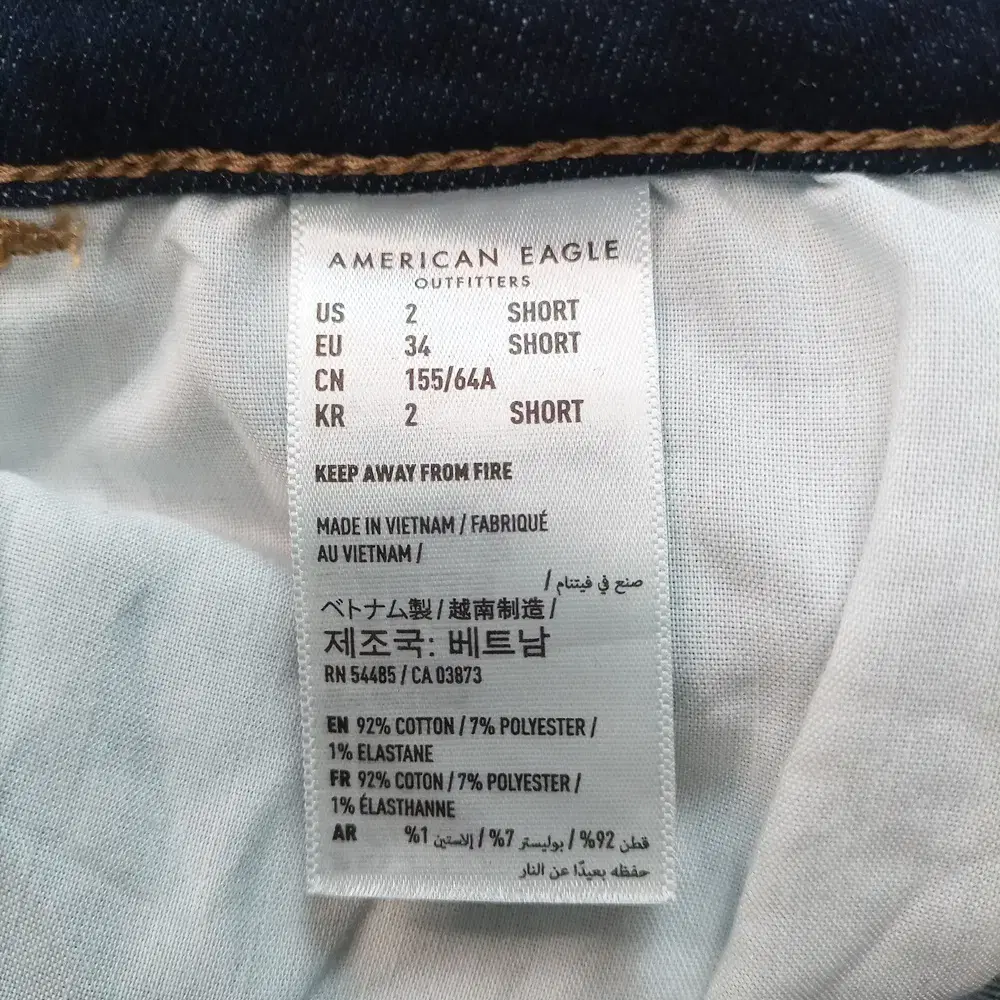 AMERICAN EAGLE
OUTFITTERS
US 2 SHORT
EU 34 SHORT
CN 155/64A
KR 2 SHORT
KEEP AWAY FROM FIRE
MADE IN VIETNAM / FABRIQUÉ
AU VIETNAM /
صنع في فيتنام /
ベトナム製 / 越南制造 /
제조국: 베트남
RN 54485 / CA 03873
EN 92% COTTON / 7% POLYESTER /
1% ELASTANE
FR 92% COTON / 7% POLYESTER /
1% ÉLASTHANNE
AR قطن 92% / بوليستر 7% / إلاستين 1%
حفظه بعيدًا عن النار